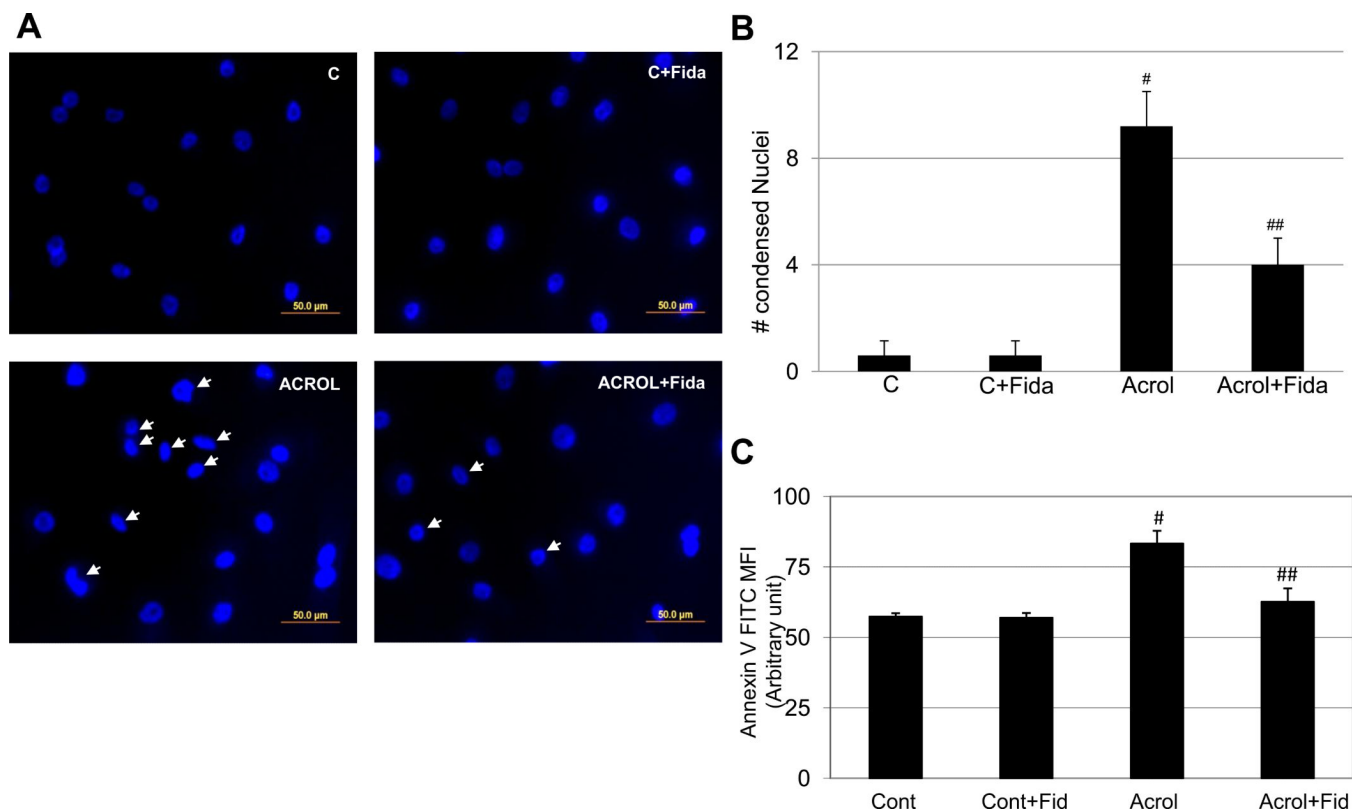 A
C
50.0 µm
C+Fida
50.0 µm
ACROL
50.0 µm
ACROL+Fida
50.0 µm
B
# condensed Nuclei
12
8
4
0
#
##
C C+Fida Acrol Acrol+Fida
C
Annexin V FITC MFI
(Arbitrary unit)
100
75
50
25
0
#
##
Cont Cont+Fid Acrol Acrol+Fid